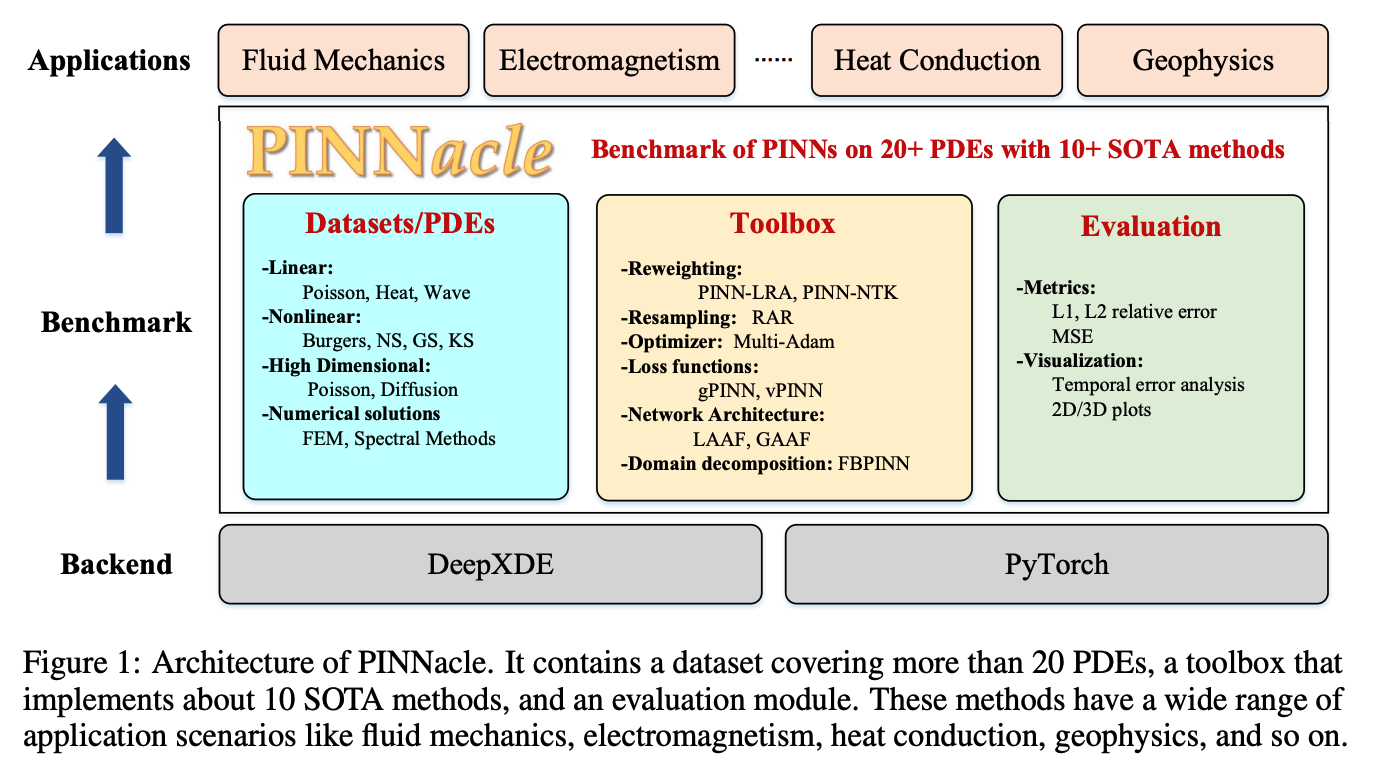 Applications
Fluid Mechanics
Electromagnetism
······
Heat Conduction
Geophysics
PINNacle
Benchmark of PINNs on 20+ PDEs with 10+ SOTA methods
Benchmark
Datasets/PDEs
-Linear:
Poisson, Heat, Wave
-Nonlinear:
Burgers, NS, GS, KS
-High Dimensional:
Poisson, Diffusion
-Numerical solutions
FEM, Spectral Methods
Toolbox
-Reweighting:
PINN-LRA, PINN-NTK
-Resampling: RAR
-Optimizer: Multi-Adam
-Loss functions:
gPINN, vPINN
-Network Architecture:
LAAF, GAAF
-Domain decomposition: FBPINN
Evaluation
-Metrics:
L1, L2 relative error
MSE
-Visualization:
Temporal error analysis
2D/3D plots
Backend
DeepXDE
PyTorch
Figure 1: Architecture of PINNacle. It contains a dataset covering more than 20 PDEs, a toolbox that
implements about 10 SOTA methods, and an evaluation module. These methods have a wide range of
application scenarios like fluid mechanics, electromagnetism, heat conduction, geophysics, and so on.